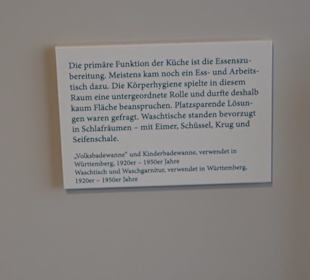 Die primäre Funktion der Küche ist die Essenszu-
bereitung. Meistens kam noch ein Ess- und Arbeits-
tisch dazu. Die Körperhygiene spielte in diesem
Raum eine untergeordnete Rolle und durfte deshalb
kaum Fläche beanspruchen. Platzsparende Lösun-
gen waren gefragt. Waschtische standen bevorzugt
in Schlafräumen – mit Eimer, Schüssel, Krug und
Seifenschale.
„Volksbadewanne“ und Kinderbadewanne, verwendet in
Württemberg, 1920er – 1950er Jahre
Waschtisch und Waschgarnitur, verwendet in Württemberg,
1920er – 1950er Jahre